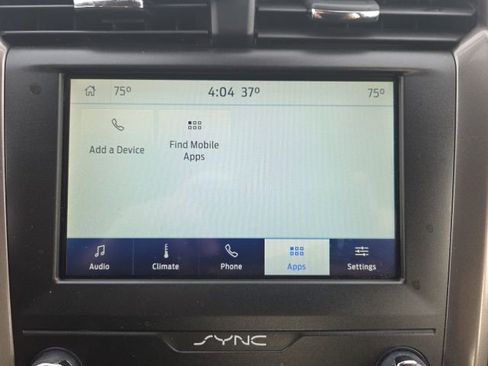 75° 4:04 37° 75°
Add a Device
Find Mobile
Apps
Audio Climate Phone Apps Settings
SYNC